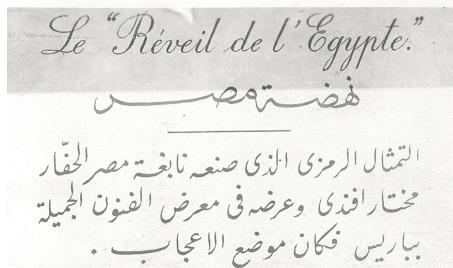 Le "Réveil de l'Egypte."
نهضة مصر
التمثال الرمزى الذى صنعه نابغة مصر الحفّار
مختار افندى وعرضه فى معرض الفنون الجميلة
بباريس فكان موضع الاعجاب .